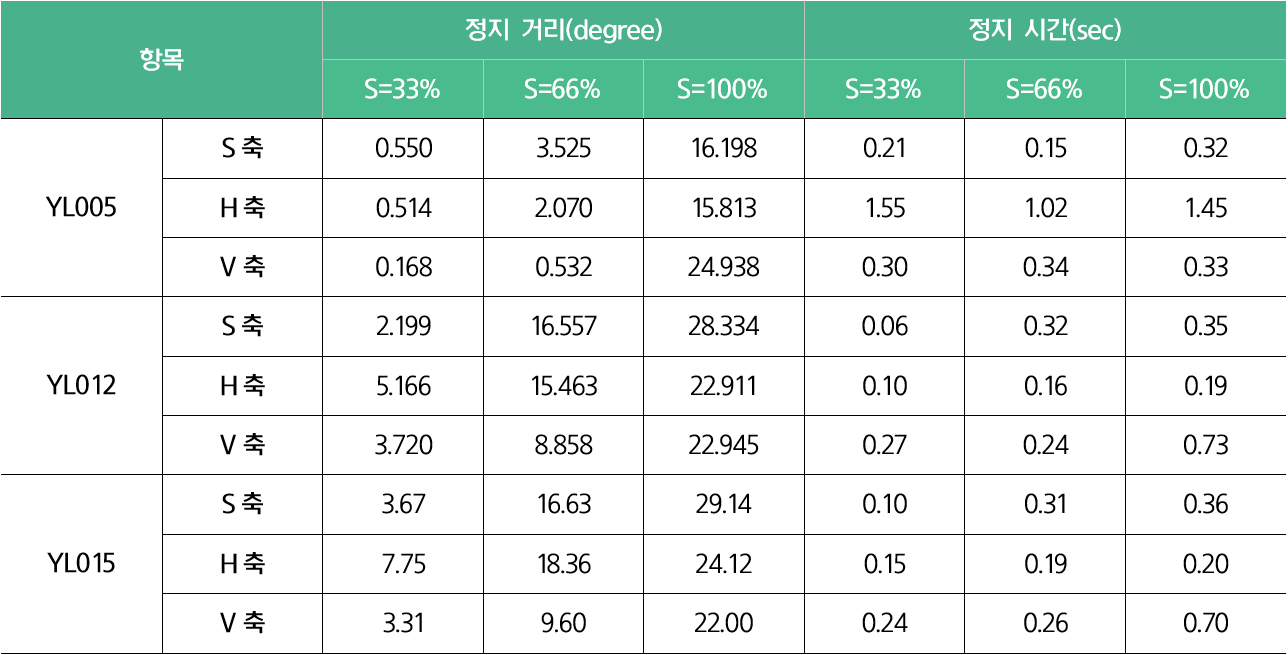 항목 정지 거리(degree) 정지 시간(sec)
S=33% S=66% S=100% S=33% S=66% S=100%
YL005 S 축 0.550 3.525 16.198 0.21 0.15 0.32
H 축 0.514 2.070 15.813 1.55 1.02 1.45
V 축 0.168 0.532 24.938 0.30 0.34 0.33
YL012 S 축 2.199 16.557 28.334 0.06 0.32 0.35
H 축 5.166 15.463 22.911 0.10 0.16 0.19
V 축 3.720 8.858 22.945 0.27 0.24 0.73
YL015 S 축 3.67 16.63 29.14 0.10 0.31 0.36
H 축 7.75 18.36 24.12 0.15 0.19 0.20
V 축 3.31 9.60 22.00 0.24 0.26 0.70